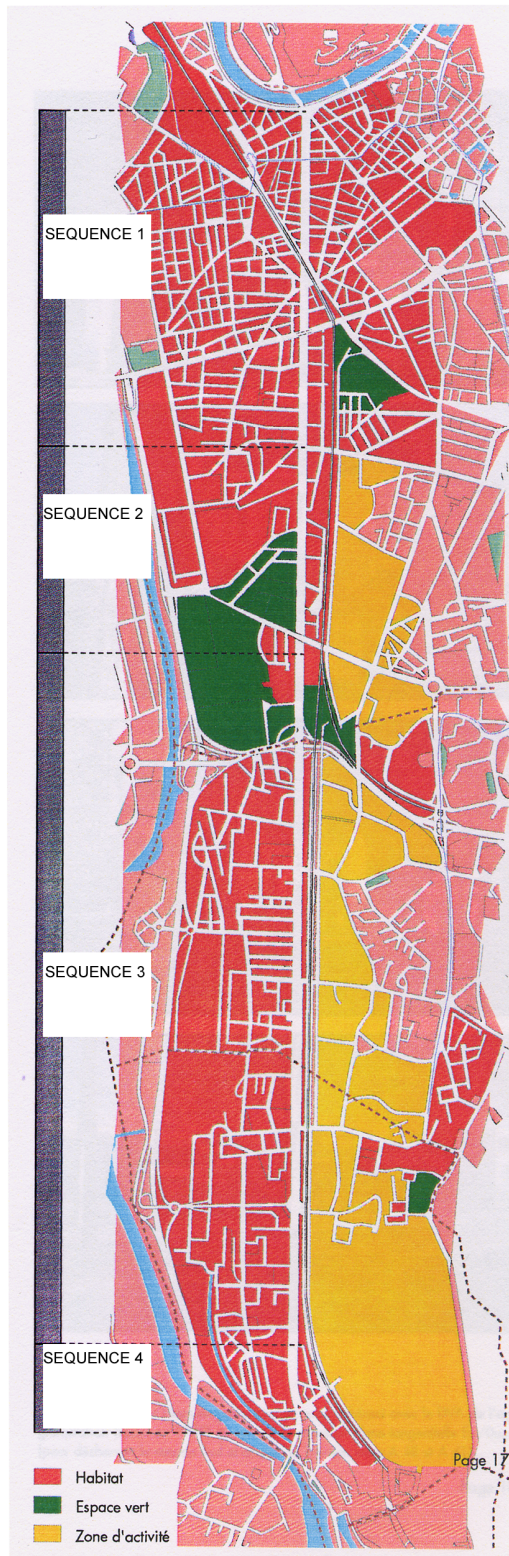 SEQUENCE 1
SEQUENCE 2
SEQUENCE 3
SEQUENCE 4
Page 17
Habitat
Espace vert
Zone d'activité